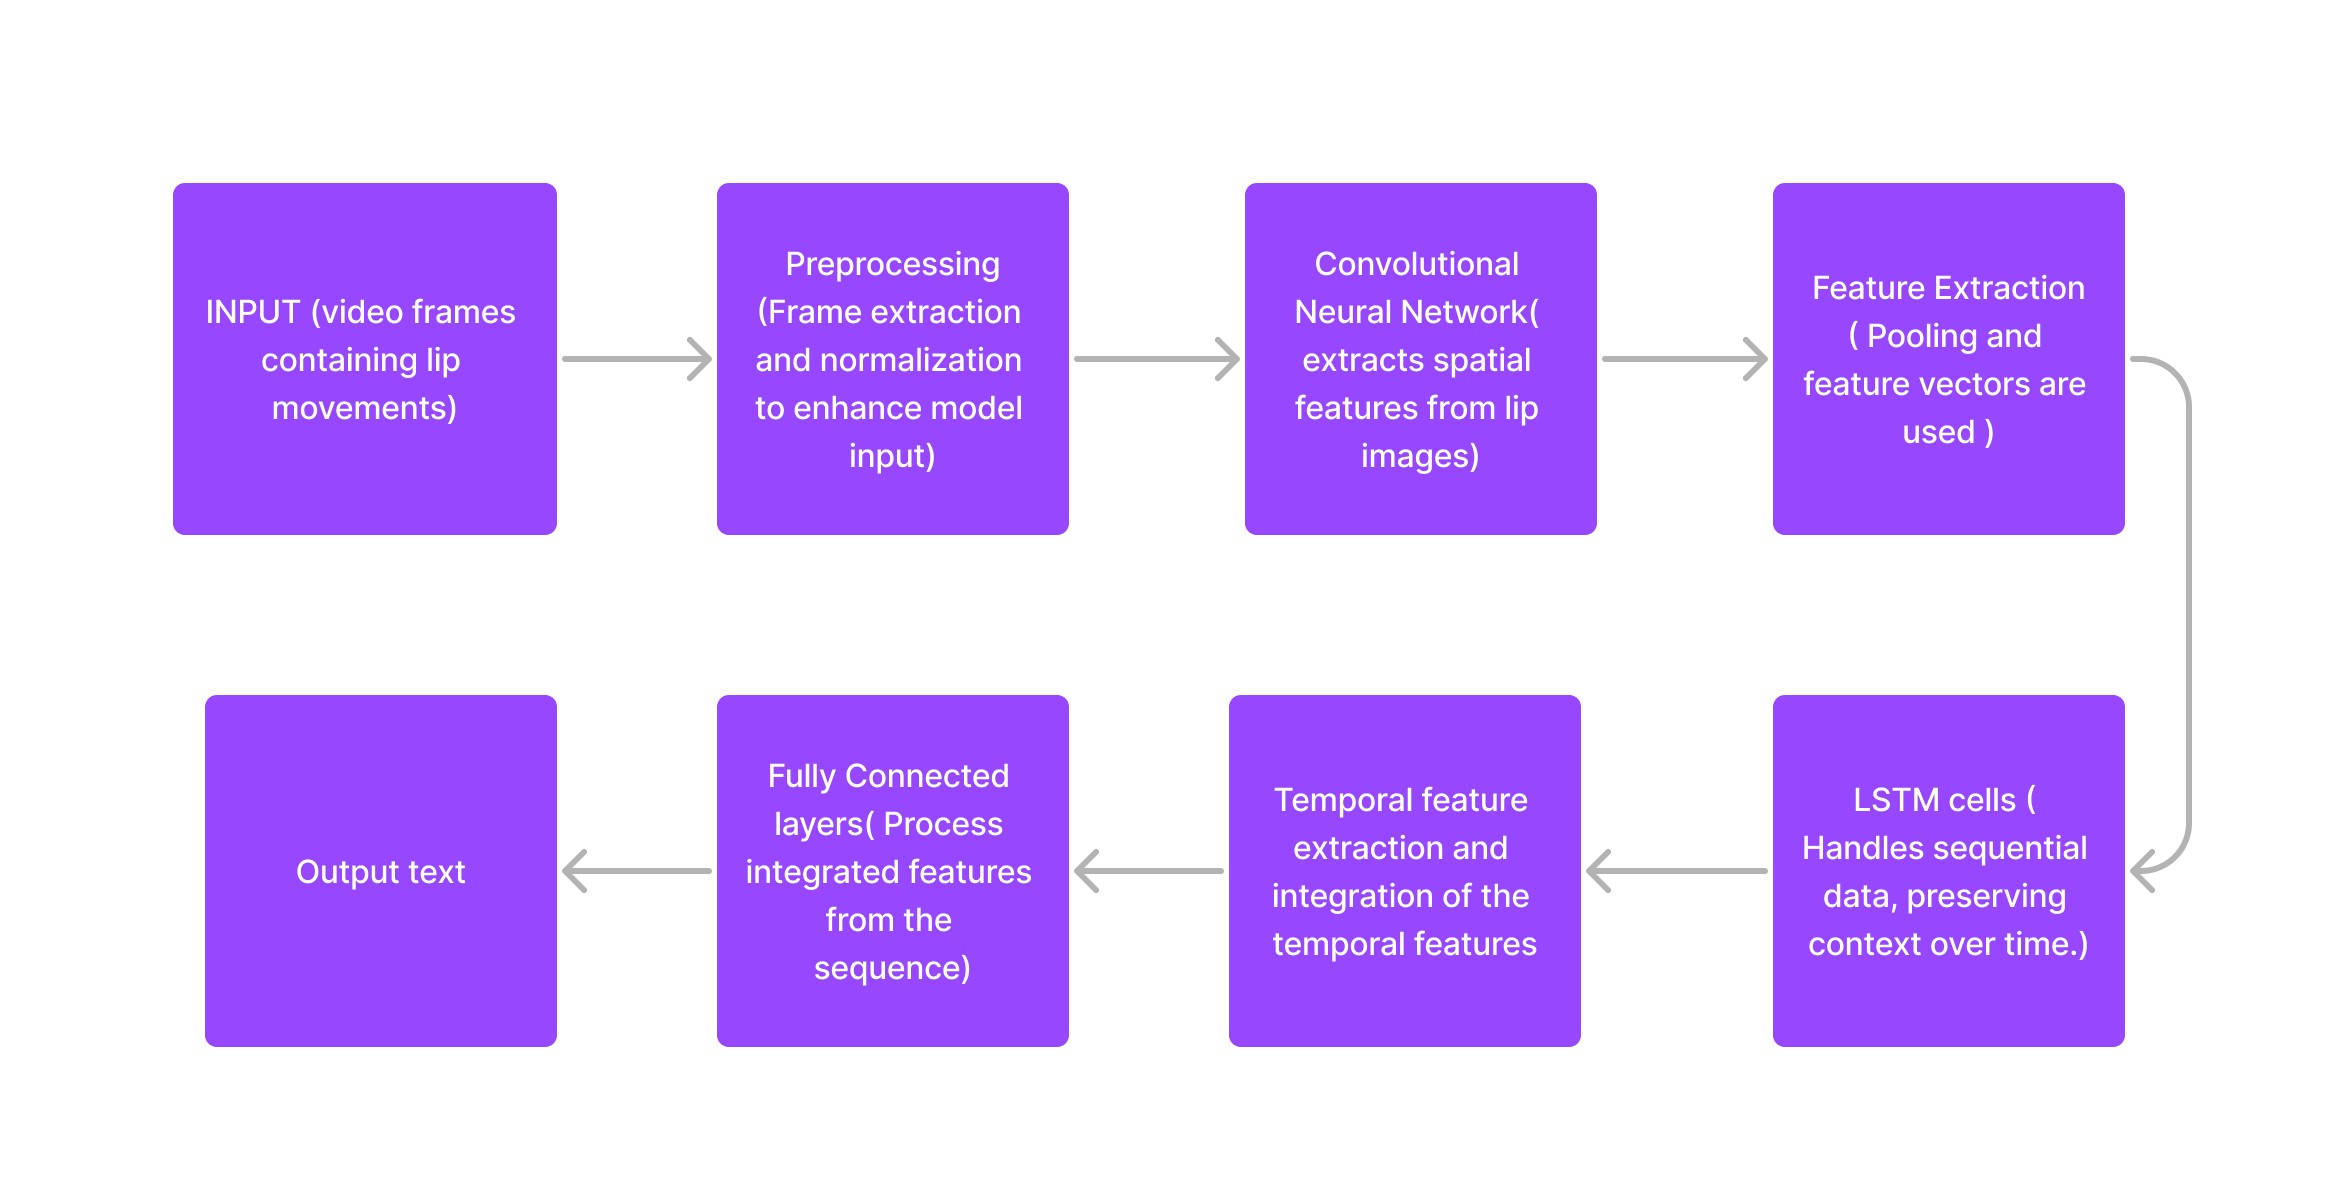 INPUT (video frames
containing lip
movements)
Preprocessing
(Frame extraction
and normalization
to enhance model
input)
Convolutional
Neural Network(
extracts spatial
features from lip
images)
Feature Extraction
( Pooling and
feature vectors are
used )
LSTM cells (
Handles sequential
data, preserving
context over time.)
Temporal feature
extraction and
integration of the
temporal features
Fully Connected
layers( Process
integrated features
from the
sequence)
Output text